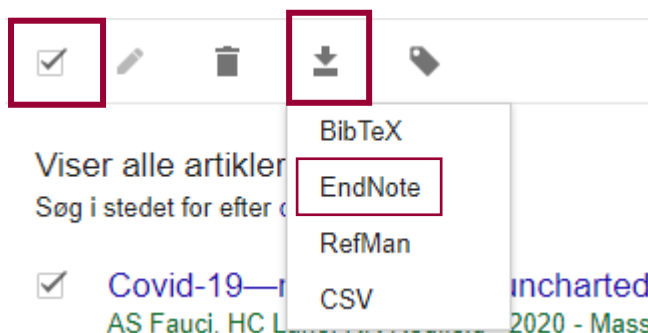 BibTeX
Viser alle artikler
EndNote
Søg i stedet for efter
RefMan
Covid-19— uncharted
CSV
AS Fauci, HC 2020 - Mass